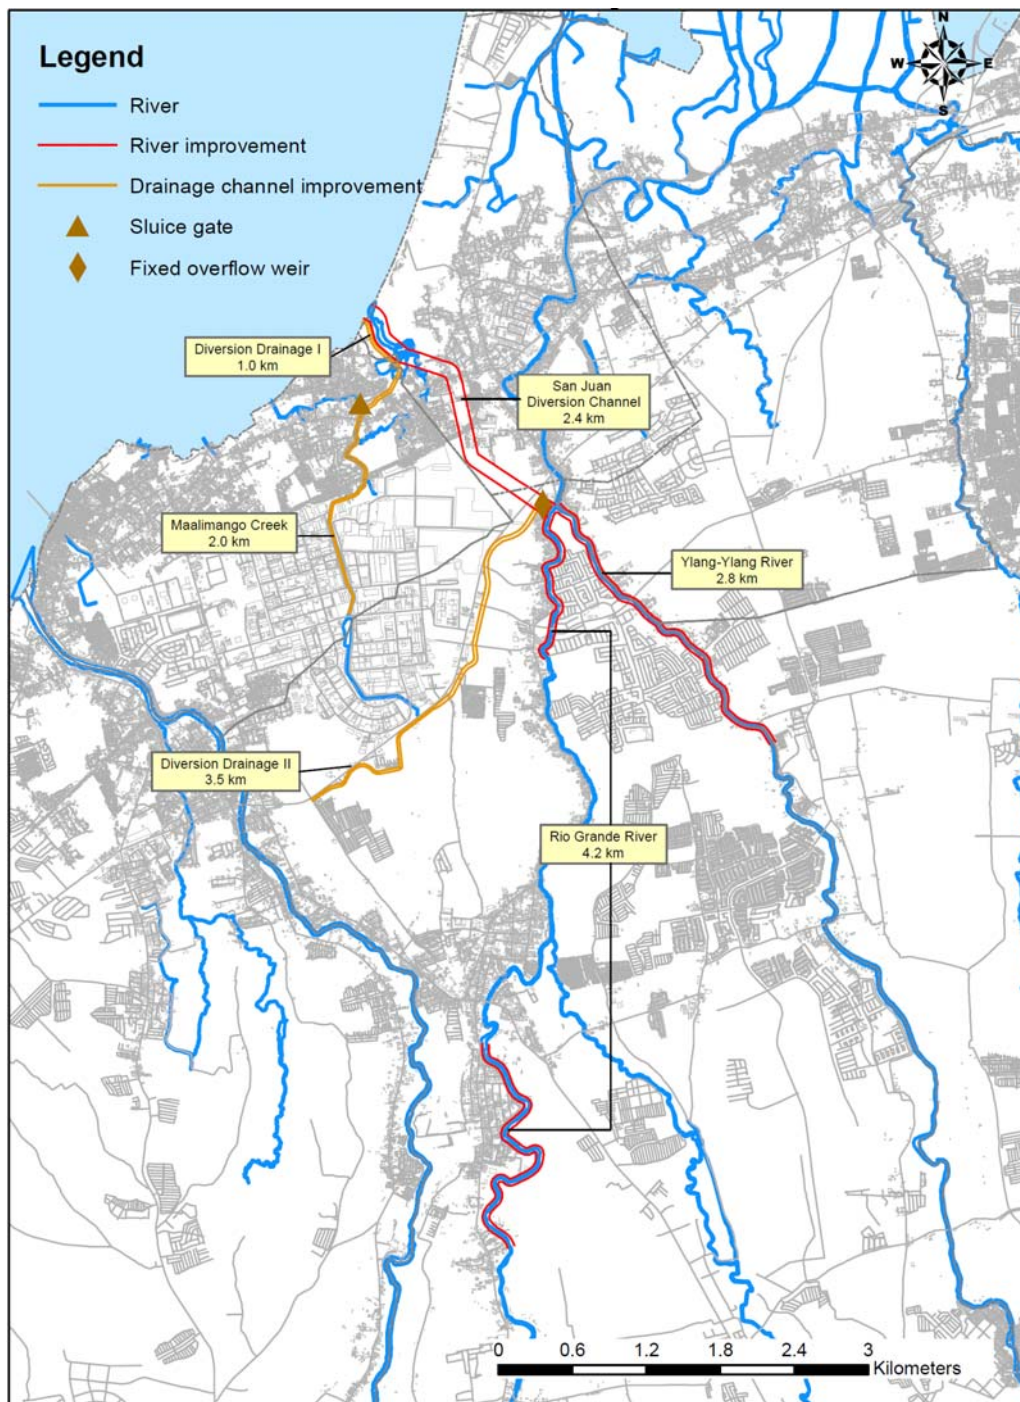 Legend
River
River improvement
Drainage channel improvement
Sluice gate
Fixed overflow weir
N
W
E
S
Diversion Drainage I
1.0 km
San Juan
Diversion Channel
2.4 km
Maalimango Creek
2.0 km
Ylang-Ylang River
2.8 km
Diversion Drainage II
3.5 km
Rio Grande River
4.2 km
0 0.6 1.2 1.8 2.4 3
Kilometers